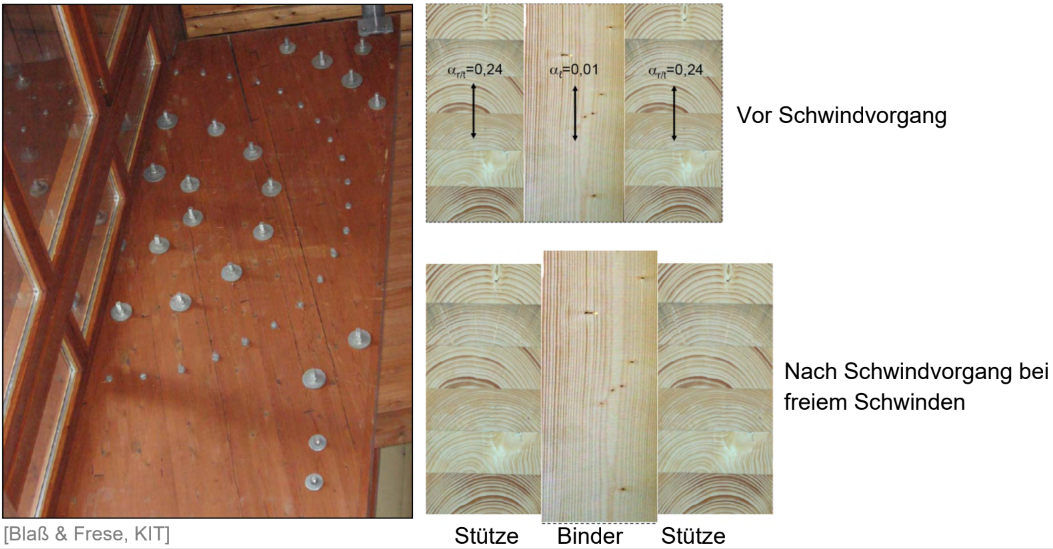 α_r/t=0,24
α_ℓ=0,01
α_r/t=0,24
Vor Schwindvorgang
Nach Schwindvorgang bei
freiem Schwinden
[Blaß & Frese, KIT]
Stütze Binder Stütze